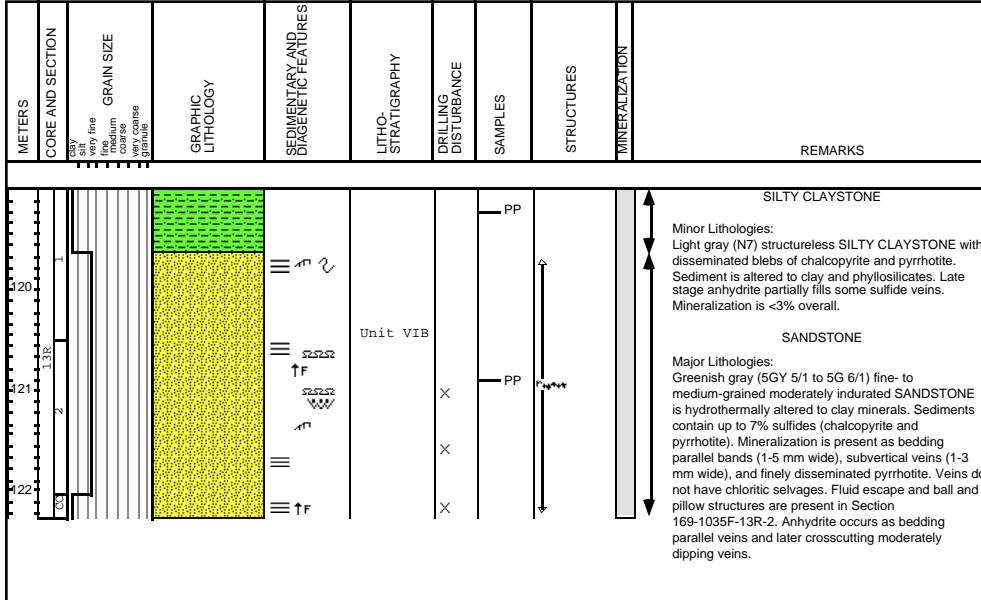 METERS
CORE AND SECTION
clay
silt
very fine
fine
medium
coarse
very coarse
granule
GRAIN SIZE
GRAPHIC
LITHOLOGY
SEDIMENTARY AND
DIAGENETIC FEATURES
LITHO-
STRATIGRAPHY
DRILLING
DISTURBANCE
SAMPLES
STRUCTURES
MINERALIZATION
REMARKS
120
121
122
13R
1
2
CC
F
F
Unit VIB
X
X
X
PP
PP
SILTY CLAYSTONE
Minor Lithologies:
Light gray (N7) structureless SILTY CLAYSTONE with
disseminated blebs of chalcopyrite and pyrrhotite.
Sediment is altered to clay and phyllosilicates. Late
stage anhydrite partially fills some sulfide veins.
Mineralization is <3% overall.
SANDSTONE
Major Lithologies:
Greenish gray (5GY 5/1 to 5G 6/1) fine- to
medium-grained moderately indurated SANDSTONE
is hydrothermally altered to clay minerals. Sediments
contain up to 7% sulfides (chalcopyrite and
pyrrhotite). Mineralization is present as bedding
parallel bands (1-5 mm wide), subvertical veins (1-3
mm wide), and finely disseminated pyrrhotite. Veins do
not have chloritic selvages. Fluid escape and ball and
pillow structures are present in Section
169-1035F-13R-2. Anhydrite occurs as bedding
parallel veins and later crosscutting moderately
dipping veins.